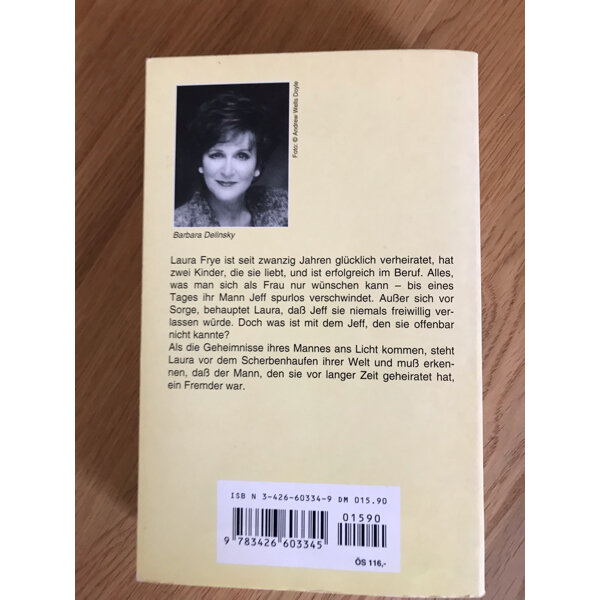 Foto: © Andrew Wells Doyle
Barbara Delinsky
Laura Frye ist seit zwanzig Jahren glücklich verheiratet, hat
zwei Kinder, die sie liebt, und ist erfolgreich im Beruf. Alles,
was man sich als Frau nur wünschen kann – bis eines
Tages ihr Mann Jeff spurlos verschwindet. Außer sich vor
Sorge, behauptet Laura, daß Jeff sie niemals freiwillig ver-
lassen würde. Doch was ist mit dem Jeff, den sie offenbar
nicht kannte?
Als die Geheimnisse ihres Mannes ans Licht kommen, steht
Laura vor dem Scherbenhaufen ihrer Welt und muß erken-
nen, daß der Mann, den sie vor langer Zeit geheiratet hat,
ein Fremder war.
ISB N 3-426-60334-9 DM 015.90
01590
9 783426 603345
ÖS 116,-